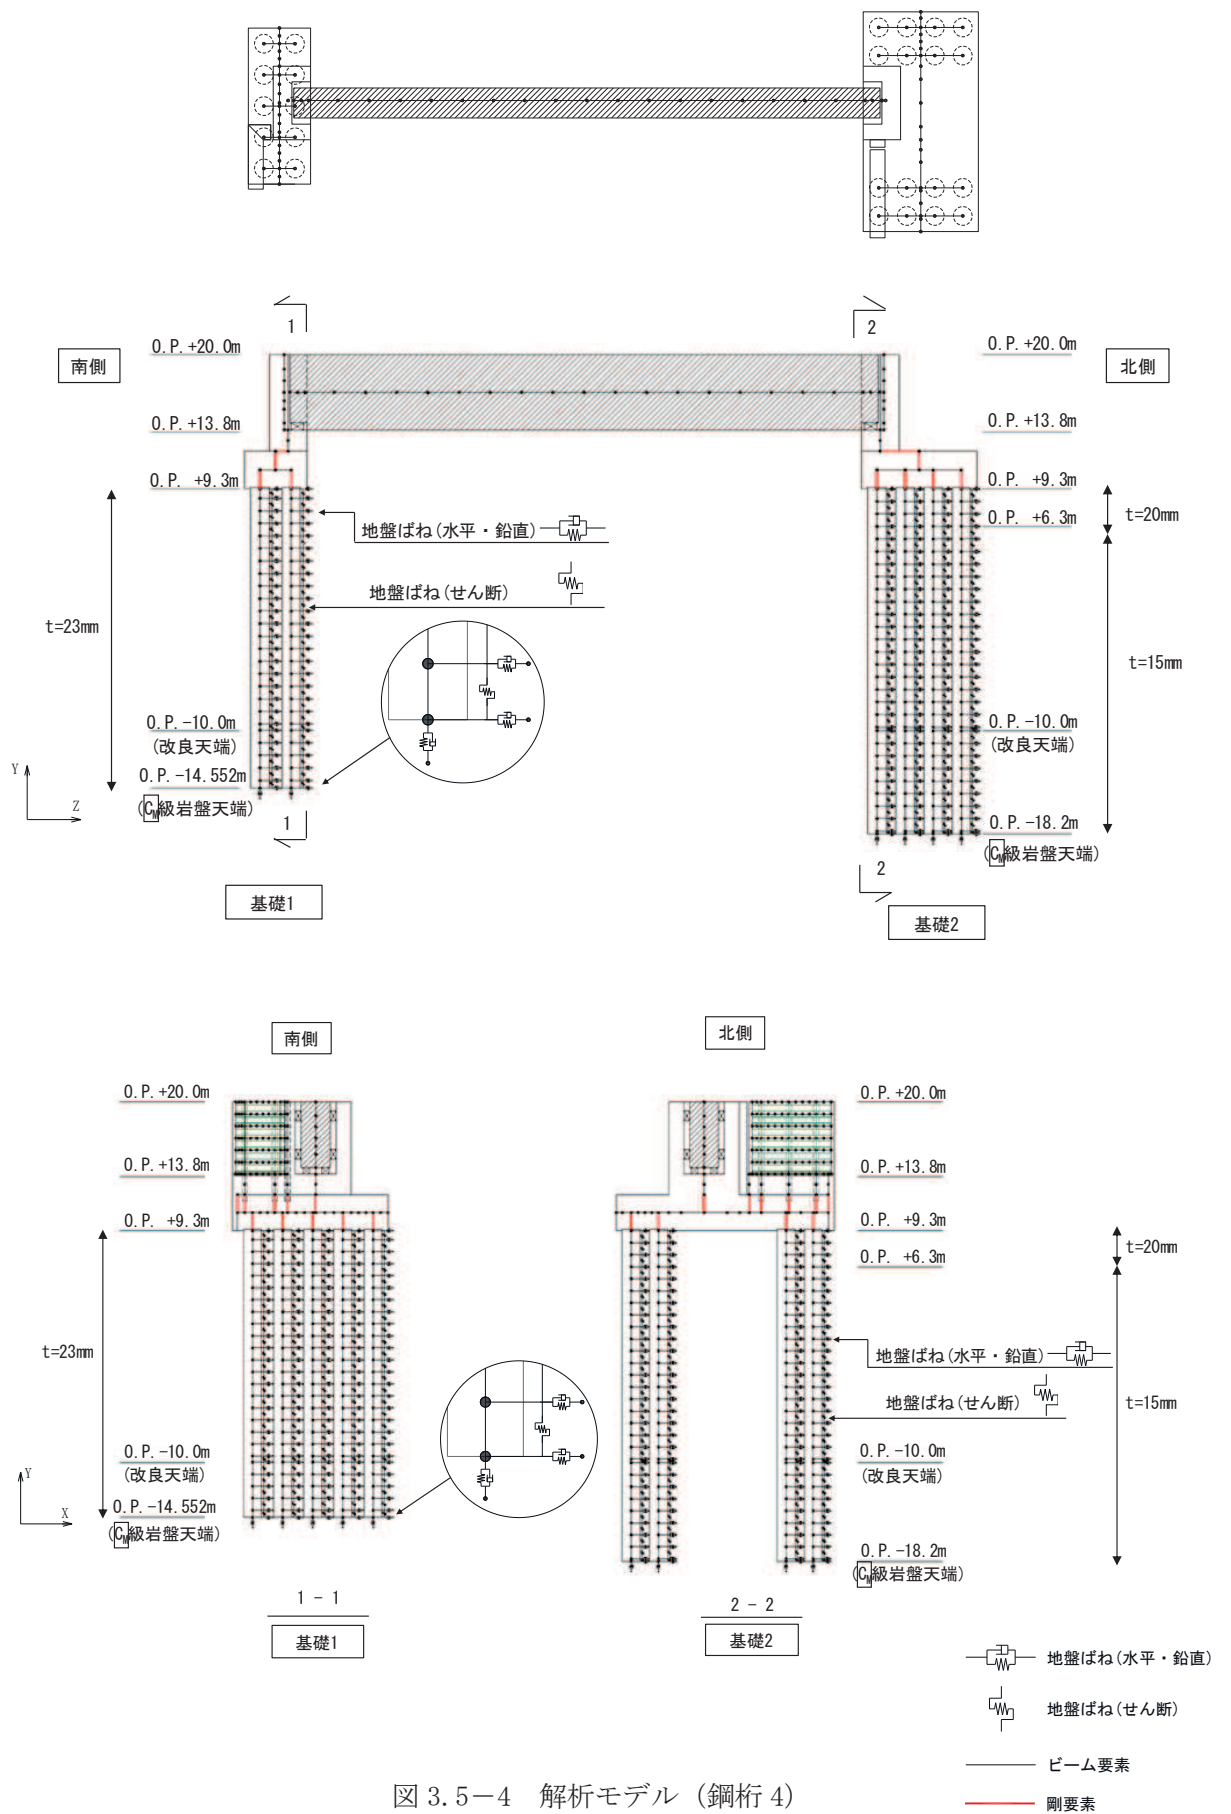 1
2
南側
O.P.+20.0m
O.P.+20.0m
北側
O.P.+13.8m
O.P.+13.8m
O.P. +9.3m
O.P. +9.3m
地盤ばね(水平・鉛直)
O.P. +6.3m
t=20mm
地盤ばね(せん断)
t=23mm
t=15mm
O.P.-10.0m
(改良天端)
O.P.-10.0m
(改良天端)
Y
Z
O.P.-14.552m
(CM級岩盤天端)
1
O.P.-18.2m
(CM級岩盤天端)
2
基礎1
基礎2
南側
北側
O.P.+20.0m
O.P.+20.0m
O.P.+13.8m
O.P.+13.8m
O.P. +9.3m
O.P. +9.3m
O.P. +6.3m
t=20mm
t=23mm
地盤ばね(水平・鉛直)
地盤ばね(せん断)
t=15mm
O.P.-10.0m
(改良天端)
O.P.-10.0m
(改良天端)
Y
X
O.P.-14.552m
(CM級岩盤天端)
O.P.-18.2m
(CM級岩盤天端)
1 - 1
基礎1
2 - 2
基礎2
地盤ばね(水平・鉛直)
地盤ばね(せん断)
ビーム要素
剛要素
図 3.5－4 解析モデル（鋼桁 4）